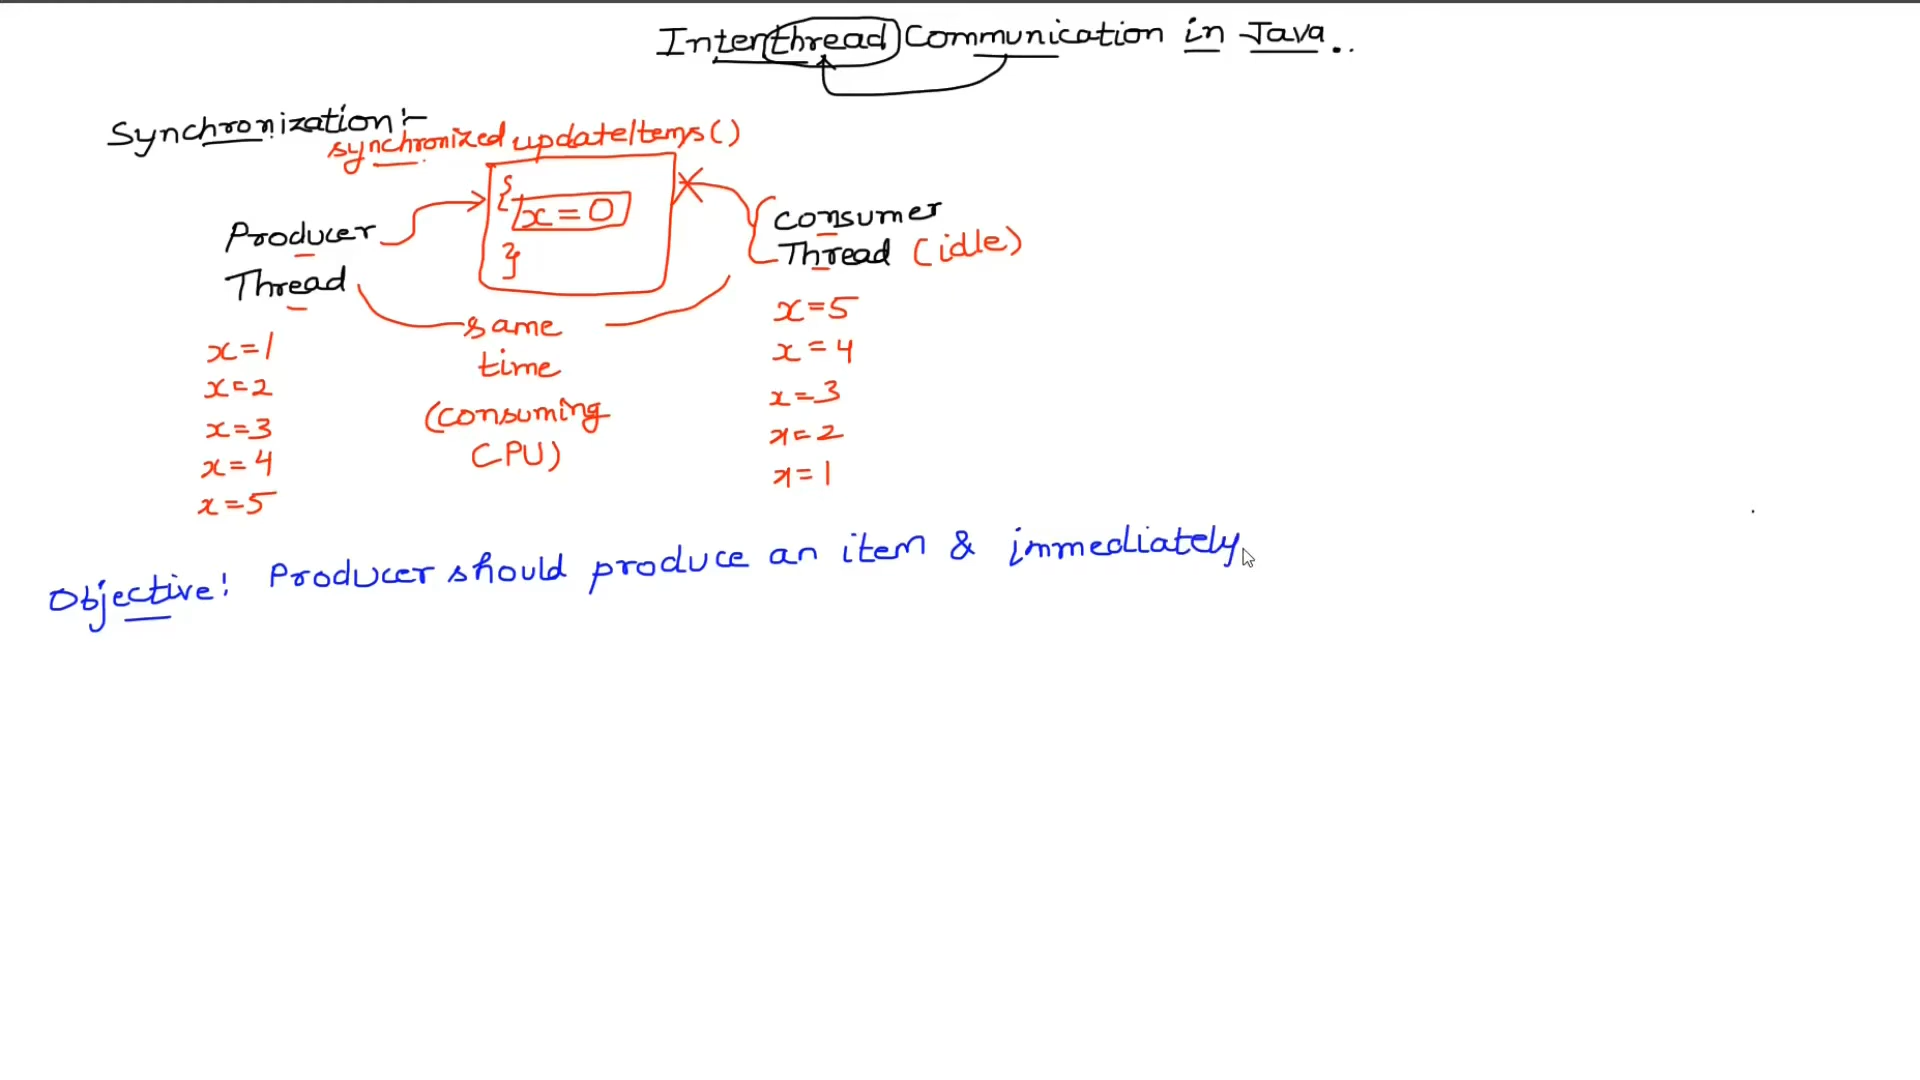 Interthread Communication in Java..
Synchronization:-
synchronized updateItems()
{
x=0
}
Producer
Thread
Consumer
Thread (idle)
same
time
(consuming
CPU)
x=1
x=2
x=3
x=4
x=5
x=5
x=4
x=3
x=2
x=1
Objective: Producer should produce an item & immediately